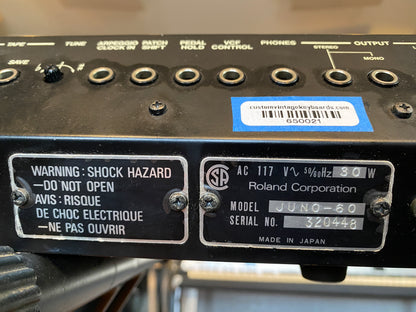 TAPE TUNE ARPEGGIO PATCH PEDAL VCF PHONES OUTPUT
CLOCK IN SHIFT HOLD CONTROL STEREO
MONO
SAVE
customvintagekeyboards.com
650021
WARNING: SHOCK HAZARD
—DO NOT OPEN
AVIS: RISQUE
DE CHOC ELECTRIQUE
—NE PAS OUVRIR
AC 117 V 50/60Hz 30 W
Roland Corporation
MODEL JUNO-60
SERIAL NO. 320448
MADE IN JAPAN